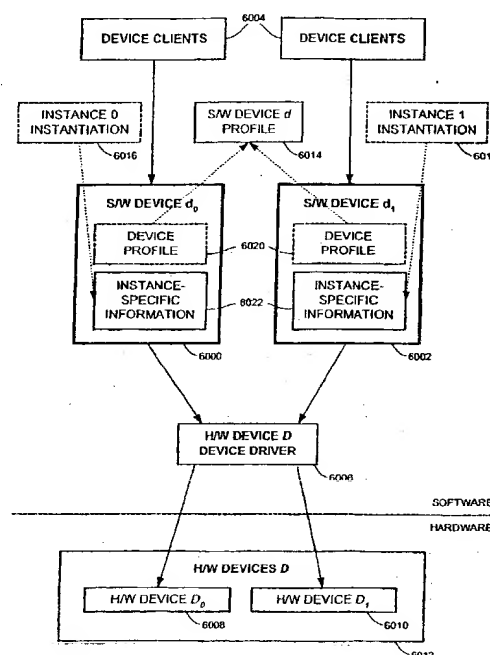 DEVICE CLIENTS
6004
DEVICE CLIENTS
INSTANCE 0
INSTANTIATION
6016
S/W DEVICE d
PROFILE
6014
INSTANCE 1
INSTANTIATION
S/W DEVICE d0
DEVICE
PROFILE
INSTANCE-
SPECIFIC
INFORMATION
6000
6020
6022
S/W DEVICE d1
DEVICE
PROFILE
INSTANCE-
SPECIFIC
INFORMATION
6002
H/W DEVICE D
DEVICE DRIVER
6006
SOFTWARE
HARDWARE
H/W DEVICES D
H/W DEVICE D0
6008
H/W DEVICE D1
6010
6012